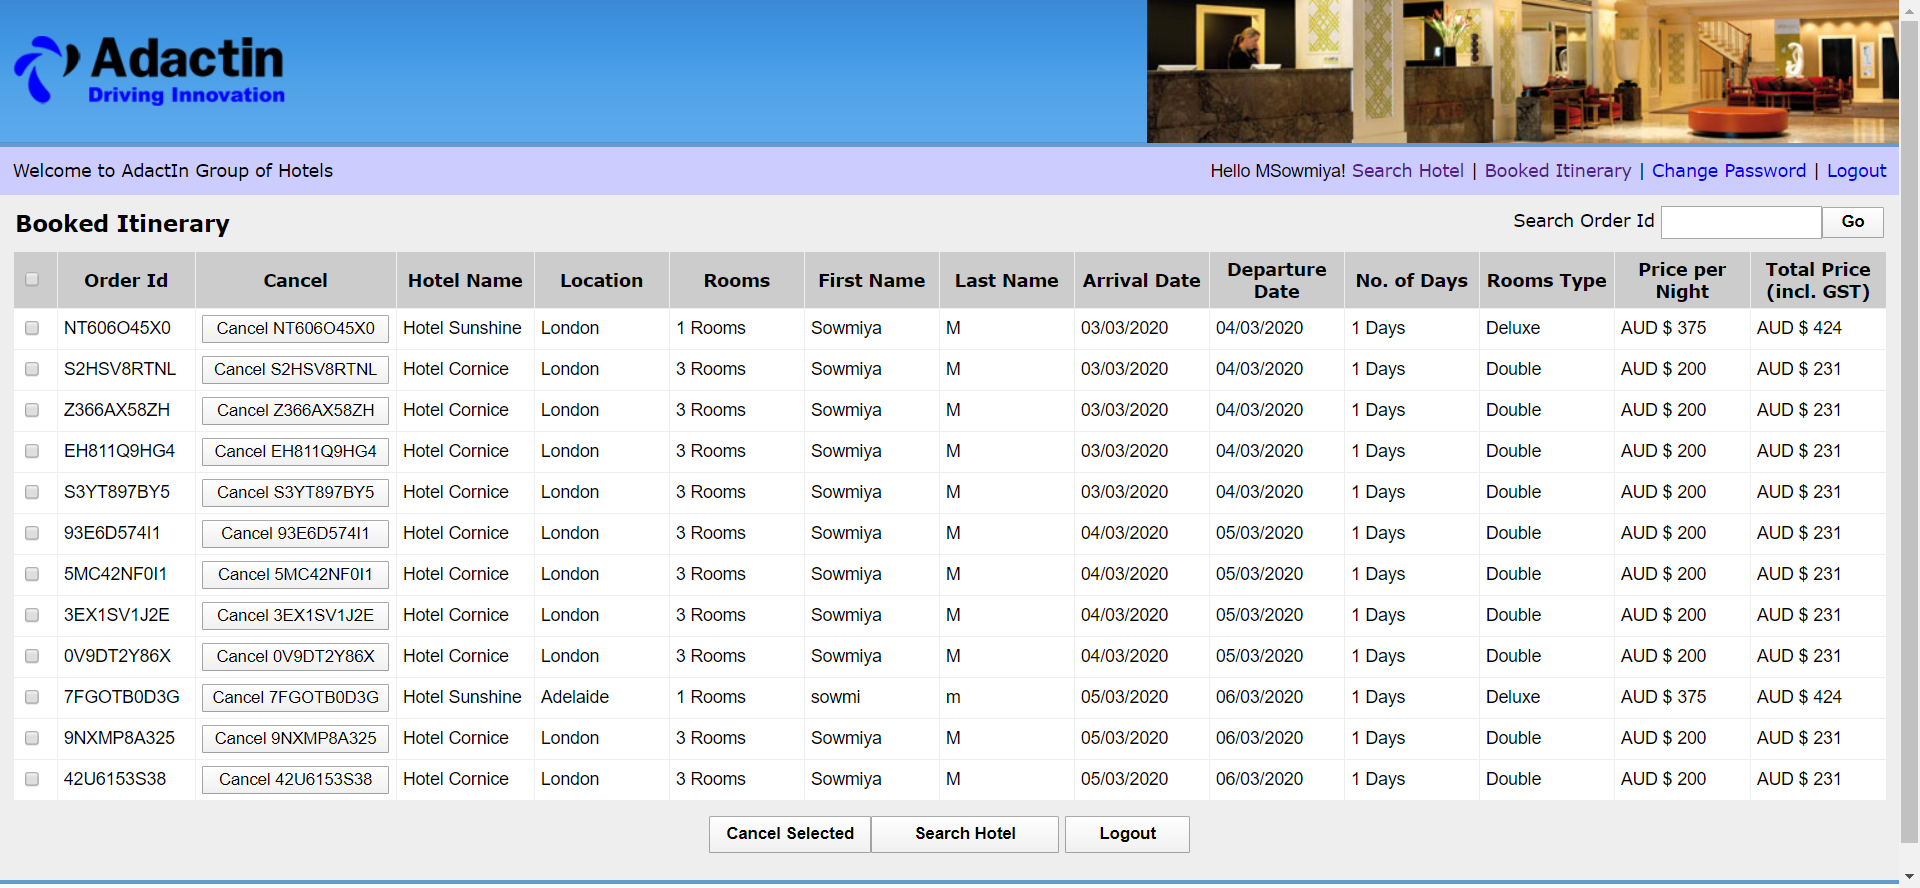 Adactin
Driving Innovation
Welcome to AdactIn Group of Hotels
Hello MSowmiya! Search Hotel | Booked Itinerary | Change Password | Logout
Booked Itinerary
Search Order Id Go
Order Id Cancel Hotel Name Location Rooms First Name Last Name Arrival Date Departure Date No. of Days Rooms Type Price per Night Total Price (incl. GST)
NT606O45X0 Cancel NT606O45X0 Hotel Sunshine London 1 Rooms Sowmiya M 03/03/2020 04/03/2020 1 Days Deluxe AUD $ 375 AUD $ 424
S2HSV8RTNL Cancel S2HSV8RTNL Hotel Cornice London 3 Rooms Sowmiya M 03/03/2020 04/03/2020 1 Days Double AUD $ 200 AUD $ 231
Z366AX58ZH Cancel Z366AX58ZH Hotel Cornice London 3 Rooms Sowmiya M 03/03/2020 04/03/2020 1 Days Double AUD $ 200 AUD $ 231
EH811Q9HG4 Cancel EH811Q9HG4 Hotel Cornice London 3 Rooms Sowmiya M 03/03/2020 04/03/2020 1 Days Double AUD $ 200 AUD $ 231
S3YT897BY5 Cancel S3YT897BY5 Hotel Cornice London 3 Rooms Sowmiya M 03/03/2020 04/03/2020 1 Days Double AUD $ 200 AUD $ 231
93E6D574I1 Cancel 93E6D574I1 Hotel Cornice London 3 Rooms Sowmiya M 04/03/2020 05/03/2020 1 Days Double AUD $ 200 AUD $ 231
5MC42NF0I1 Cancel 5MC42NF0I1 Hotel Cornice London 3 Rooms Sowmiya M 04/03/2020 05/03/2020 1 Days Double AUD $ 200 AUD $ 231
3EX1SV1J2E Cancel 3EX1SV1J2E Hotel Cornice London 3 Rooms Sowmiya M 04/03/2020 05/03/2020 1 Days Double AUD $ 200 AUD $ 231
0V9DT2Y86X Cancel 0V9DT2Y86X Hotel Cornice London 3 Rooms Sowmiya M 04/03/2020 05/03/2020 1 Days Double AUD $ 200 AUD $ 231
7FGOTB0D3G Cancel 7FGOTB0D3G Hotel Sunshine Adelaide 1 Rooms sowmi m 05/03/2020 06/03/2020 1 Days Deluxe AUD $ 375 AUD $ 424
9NXMP8A325 Cancel 9NXMP8A325 Hotel Cornice London 3 Rooms Sowmiya M 05/03/2020 06/03/2020 1 Days Double AUD $ 200 AUD $ 231
42U6153S38 Cancel 42U6153S38 Hotel Cornice London 3 Rooms Sowmiya M 05/03/2020 06/03/2020 1 Days Double AUD $ 200 AUD $ 231
Cancel Selected Search Hotel Logout